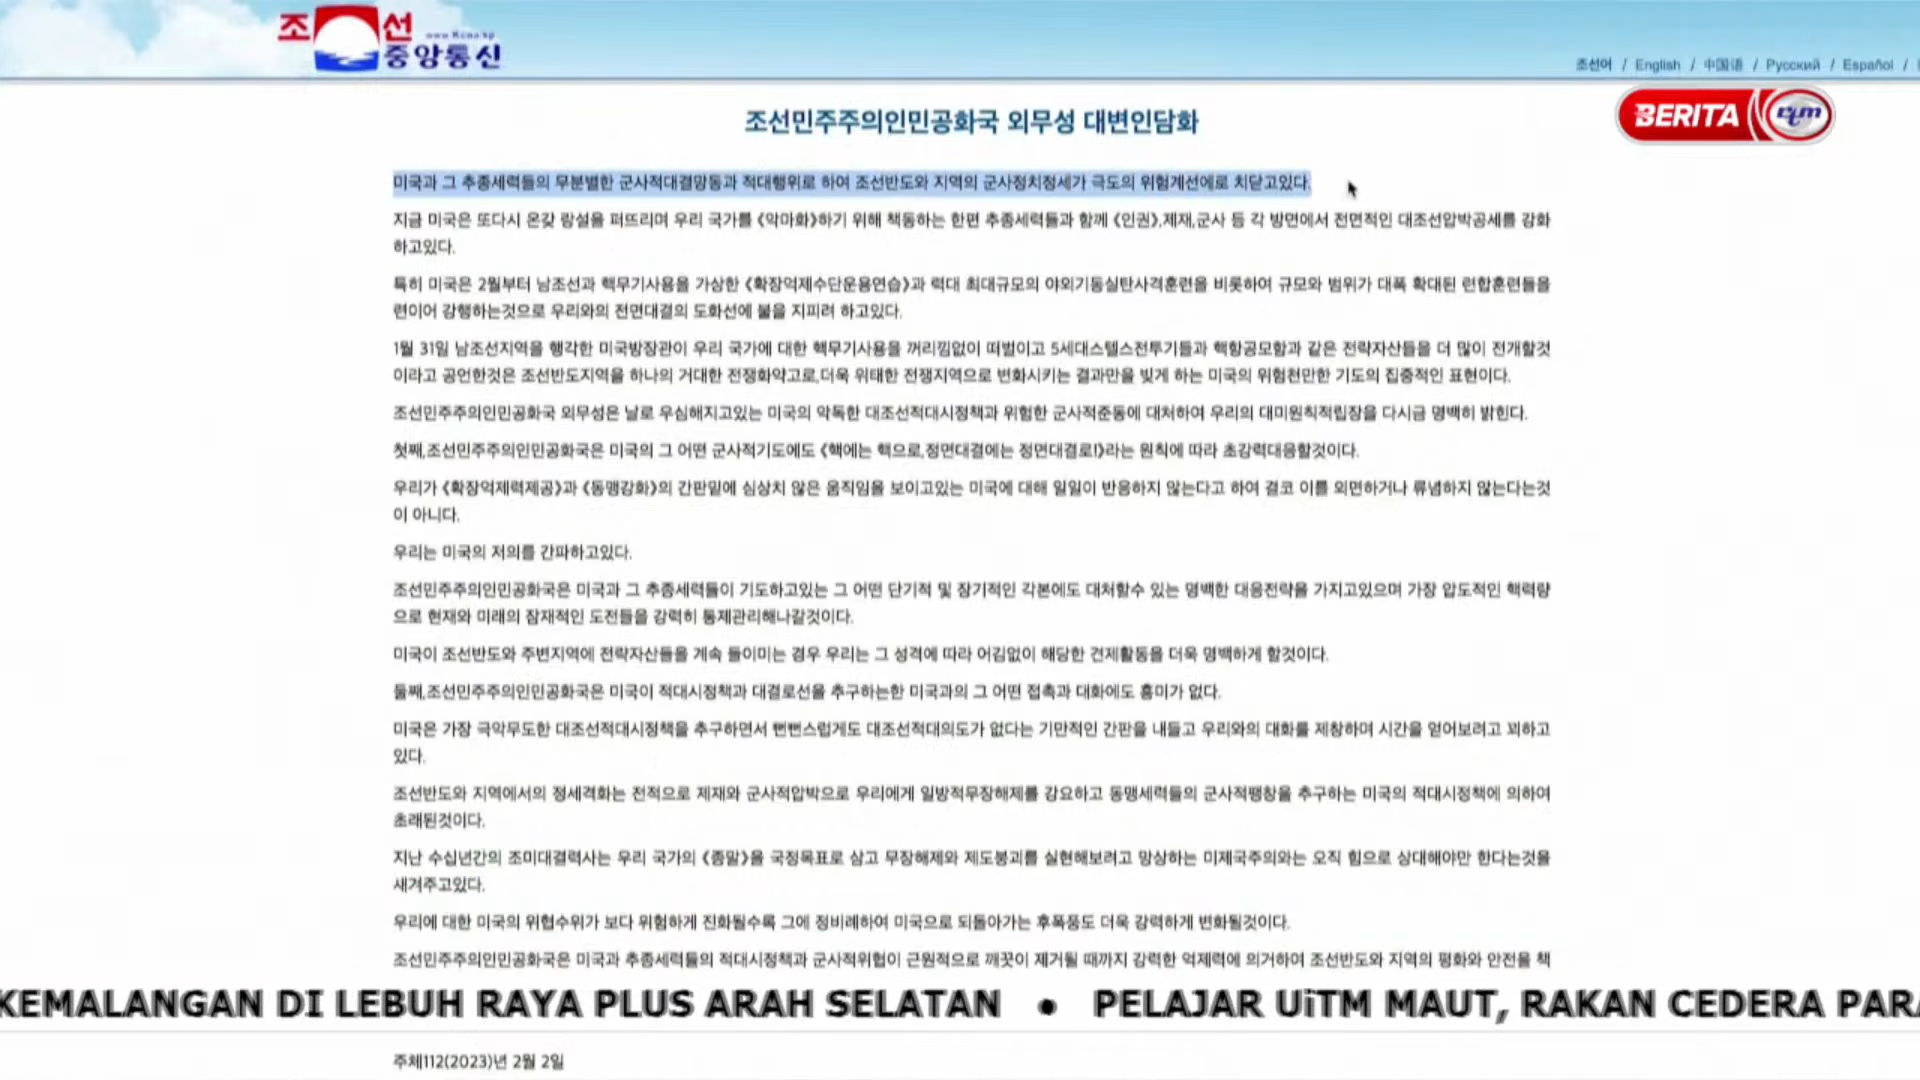 조선
www.kcna.kp
중앙통신
조선어 / English / 中国语 / Русский / Español /
BERITA rtm
조선민주주의인민공화국 외무성 대변인담화
미국과 그 추종세력들의 무분별한 군사적대결망동과 적대행위로 하여 조선반도와 지역의 군사정치정세가 극도의 위험계선에로 치닫고있다.
지금 미국은 또다시 온갖 랑설을 퍼뜨리며 우리 국가를 《악마화》하기 위해 책동하는 한편 추종세력들과 함께 《인권》,제재,군사 등 각 방면에서 전면적인 대조선압박공세를 강화
하고있다.
특히 미국은 2월부터 남조선과 핵무기사용을 가상한 《확장억제수단운용연습》과 력대 최대규모의 야외기동실탄사격훈련을 비롯하여 규모와 범위가 대폭 확대된 련합훈련들을
련이어 강행하는것으로 우리와의 전면대결의 도화선에 불을 지피려 하고있다.
1월 31일 남조선지역을 행각한 미국방장관이 우리 국가에 대한 핵무기사용을 꺼리낌없이 떠벌이고 5세대스텔스전투기들과 핵항공모함과 같은 전략자산들을 더 많이 전개할것
이라고 공언한것은 조선반도지역을 하나의 거대한 전쟁화약고로,더욱 위태한 전쟁지역으로 변화시키는 결과만을 빚게 하는 미국의 위험천만한 기도의 집중적인 표현이다.
조선민주주의인민공화국 외무성은 날로 우심해지고있는 미국의 악독한 대조선적대시정책과 위험한 군사적준동에 대처하여 우리의 대미원칙적립장을 다시금 명백히 밝힌다.
첫째,조선민주주의인민공화국은 미국의 그 어떤 군사적기도에도 《핵에는 핵으로,정면대결에는 정면대결로!》라는 원칙에 따라 초강력대응할것이다.
우리가 《확장억제력제공》과 《동맹강화》의 간판밑에 심상치 않은 움직임을 보이고있는 미국에 대해 일일이 반응하지 않는다고 하여 결코 이를 외면하거나 류념하지 않는다는것
이 아니다.
우리는 미국의 저의를 간파하고있다.
조선민주주의인민공화국은 미국과 그 추종세력들이 기도하고있는 그 어떤 단기적 및 장기적인 각본에도 대처할수 있는 명백한 대응전략을 가지고있으며 가장 압도적인 핵력량
으로 현재와 미래의 잠재적인 도전들을 강력히 통제관리해나갈것이다.
미국이 조선반도와 주변지역에 전략자산들을 계속 들이미는 경우 우리는 그 성격에 따라 어김없이 해당한 견제활동을 더욱 명백하게 할것이다.
둘째,조선민주주의인민공화국은 미국이 적대시정책과 대결로선을 추구하는한 미국과의 그 어떤 접촉과 대화에도 흥미가 없다.
미국은 가장 극악무도한 대조선적대시정책을 추구하면서 뻔뻔스럽게도 대조선적대의도가 없다는 기만적인 간판을 내들고 우리와의 대화를 제창하며 시간을 얻어보려고 꾀하고
있다.
조선반도와 지역에서의 정세격화는 전적으로 제재와 군사적압박으로 우리에게 일방적무장해제를 강요하고 동맹세력들의 군사적팽창을 추구하는 미국의 적대시정책에 의하여
초래된것이다.
지난 수십년간의 조미대결력사는 우리 국가의 《종말》을 국정목표로 삼고 무장해제와 제도붕괴를 실현해보려고 망상하는 미제국주의와는 오직 힘으로 상대해야만 한다는것을
새겨주고있다.
우리에 대한 미국의 위협수위가 보다 위험하게 진화될수록 그에 정비례하여 미국으로 되돌아가는 후폭풍도 더욱 강력하게 변화될것이다.
조선민주주의인민공화국은 미국과 추종세력들의 적대시정책과 군사적위협이 근원적으로 깨끗이 제거될 때까지 강력한 억제력에 의거하여 조선반도와 지역의 평화와 안전을 책
KEMALANGAN DI LEBUH RAYA PLUS ARAH SELATAN ● PELAJAR UiTM MAUT, RAKAN CEDERA PARA
주체112(2023)년 2월 2일